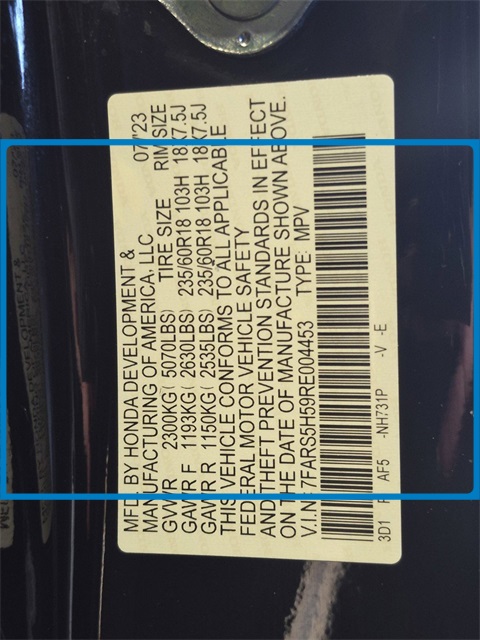 MFD. BY HONDA DEVELOPMENT &
MANUFACTURING OF AMERICA, LLC 07/23
GVWR 2300KG( 5070LBS) TIRE SIZE RIM SIZE
GAWR F 1193KG( 2630LBS) 235/60R18 103H 18X7.5J
GAWR R 1150KG( 2535LBS) 235/60R18 103H 18X7.5J
THIS VEHICLE CONFORMS TO ALL APPLICABLE
FEDERAL MOTOR VEHICLE SAFETY
AND THEFT PREVENTION STANDARDS IN EFFECT
ON THE DATE OF MANUFACTURE SHOWN ABOVE.
V.I.N.: 7FARS6H59RE004453 TYPE: MPV
3D1 AF5 -NH731P -V -E